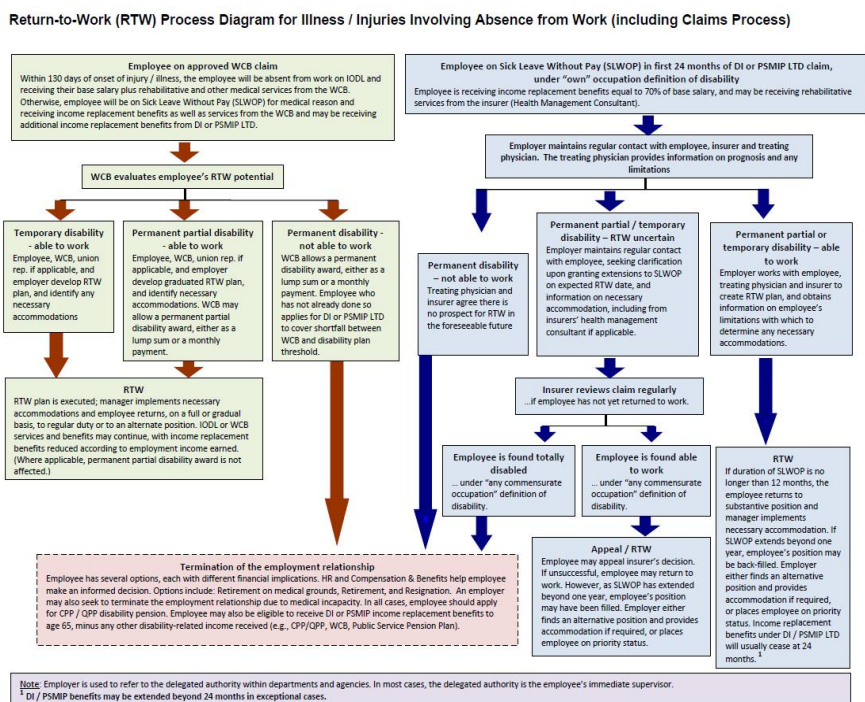 Return-to-Work (RTW) Process Diagram for Illness / Injuries Involving Absence from Work (including Claims Process)
Employee on approved WCB claim
Within 130 days of onset of injury / illness, the employee will be absent from work on IODL and
receiving their base salary plus rehabilitative and other medical services from the WCB.
Otherwise, employee will be on Sick Leave Without Pay (SLWOP) for medical reason and
receiving income replacement benefits as well as services from the WCB and may be receiving
additional income replacement benefits from DI or PSMIP LTD.
WCB evaluates employee's RTW potential
Temporary disability
- able to work
Employee, WCB, union
rep. if applicable, and
employer develop RTW
plan, and identify any
necessary
accommodations
Permanent partial disability
- able to work
Employee, WCB, union rep. if
applicable, and employer
develop graduated RTW plan,
and identify necessary
accommodations. WCB may
allow a permanent partial
disability award, either as a
lump sum or a monthly
payment.
Permanent disability -
not able to work
WCB allows a permanent
disability award, either as a
lump sum or a monthly
payment. Employee who
has not already done so
applies for DI or PSMIP LTD
to cover shortfall between
WCB and disability plan
threshold.
RTW
RTW plan is executed; manager implements necessary
accommodations and employee returns, on a full or gradual
basis, to regular duty or to an alternate position. IODL or WCB
services and benefits may continue, with income replacement
benefits reduced according to employment income earned.
(Where applicable, permanent partial disability award is not
affected.)
Employee on Sick Leave Without Pay (SLWOP) in first 24 months of DI or PSMIP LTD claim,
under "own" occupation definition of disability
Employee is receiving income replacement benefits equal to 70% of base salary, and may be receiving rehabilitative
services from the insurer (Health Management Consultant).
Employer maintains regular contact with employee, insurer and treating
physician. The treating physician provides information on prognosis and any
limitations
Permanent disability
– not able to work
Treating physician and
insurer agree there is
no prospect for RTW in
the foreseeable future
Permanent partial / temporary
disability – RTW uncertain
Employer maintains regular contact
with employee, seeking clarification
upon granting extensions to SLWOP
on expected RTW date, and
information on necessary
accommodation, including from
insurers' health management
consultant if applicable.
Permanent partial or
temporary disability – able
to work
Employer works with employee,
treating physician and insurer to
create RTW plan, and obtains
information on employee's
limitations with which to
determine any necessary
accommodations.
Insurer reviews claim regularly
...if employee has not yet returned to work.
Employee is found totally
disabled
... under "any commensurate
occupation" definition of
disability.
Employee is found able
to work
... under "any commensurate
occupation" definition of
disability.
RTW
If duration of SLWOP is no
longer than 12 months, the
employee returns to
substantive position and
manager implements
necessary accommodation. If
SLWOP extends beyond one
year, employee's position may
be back-filled. Employer
either finds an alternative
position and provides
accommodation if required,
or places employee on priority
status. Income replacement
benefits under DI / PSMIP LTD
will usually cease at 24
months. 1
Appeal / RTW
Employee may appeal insurer's decision.
If unsuccessful, employee may return to
work. However, as SLWOP has extended
beyond one year, employee's position
may have been filled. Employer either
finds an alternative position and provides
accommodation if required, or places
employee on priority status.
Termination of the employment relationship
Employee has several options, each with different financial implications. HR and Compensation & Benefits help employee
make an informed decision. Options include: Retirement on medical grounds, Retirement, and Resignation. An employer
may also seek to terminate the employment relationship due to medical incapacity. In all cases, employee should apply
for CPP / QPP disability pension. Employee may also be eligible to receive DI or PSMIP income replacement benefits to
age 65, minus any other disability-related income received (e.g., CPP/QPP, WCB, Public Service Pension Plan).
Note: Employer is used to refer to the delegated authority within departments and agencies. In most cases, the delegated authority is the employee's immediate supervisor.
1 DI / PSMIP benefits may be extended beyond 24 months in exceptional cases.